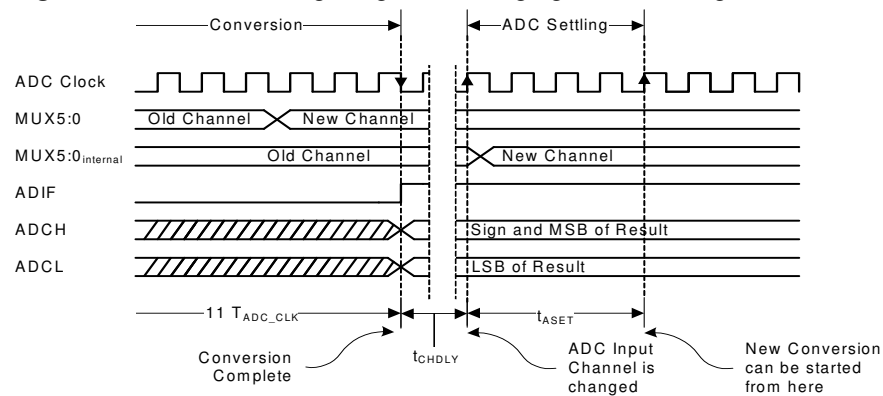 Conversion
ADC Settling
ADC Clock
MUX5:0
Old Channel
New Channel
MUX5:0internal
Old Channel
New Channel
ADIF
ADCH
Sign and MSB of Result
ADCL
LSB of Result
11 TADC_CLK
tCHDLY
tASET
Conversion
Complete
ADC Input
Channel is
changed
New Conversion
can be started
from here